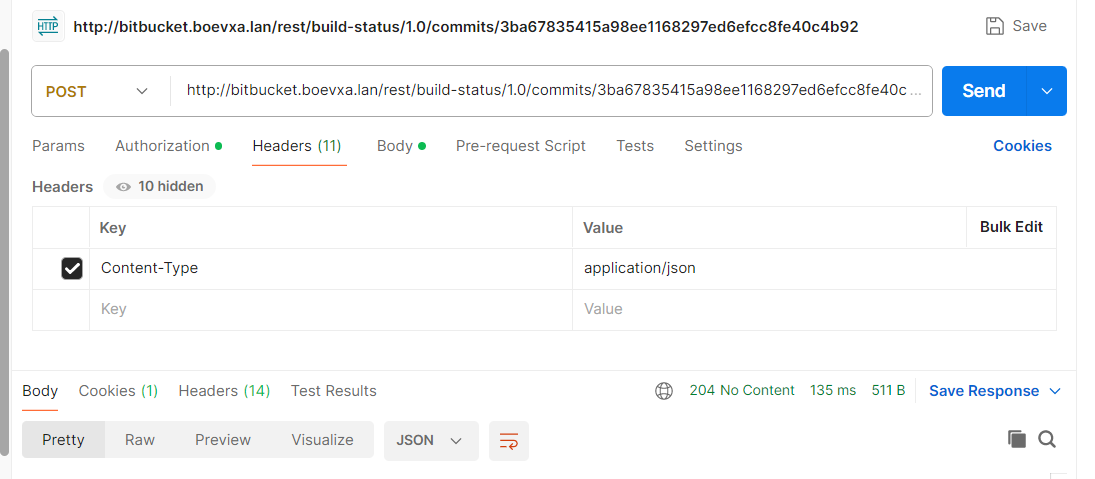 HTTP http://bitbucket.boevxa.lan/rest/build-status/1.0/commits/3ba67835415a98ee1168297ed6efcc8fe40c4b92 Save
POST http://bitbucket.boevxa.lan/rest/build-status/1.0/commits/3ba67835415a98ee1168297ed6efcc8fe40c ... Send
Params Authorization Headers (11) Body Pre-request Script Tests Settings Cookies
Headers 10 hidden
Key Value Bulk Edit
Content-Type application/json
Key Value
Body Cookies (1) Headers (14) Test Results 204 No Content 135 ms 511 B Save Response
Pretty Raw Preview Visualize JSON